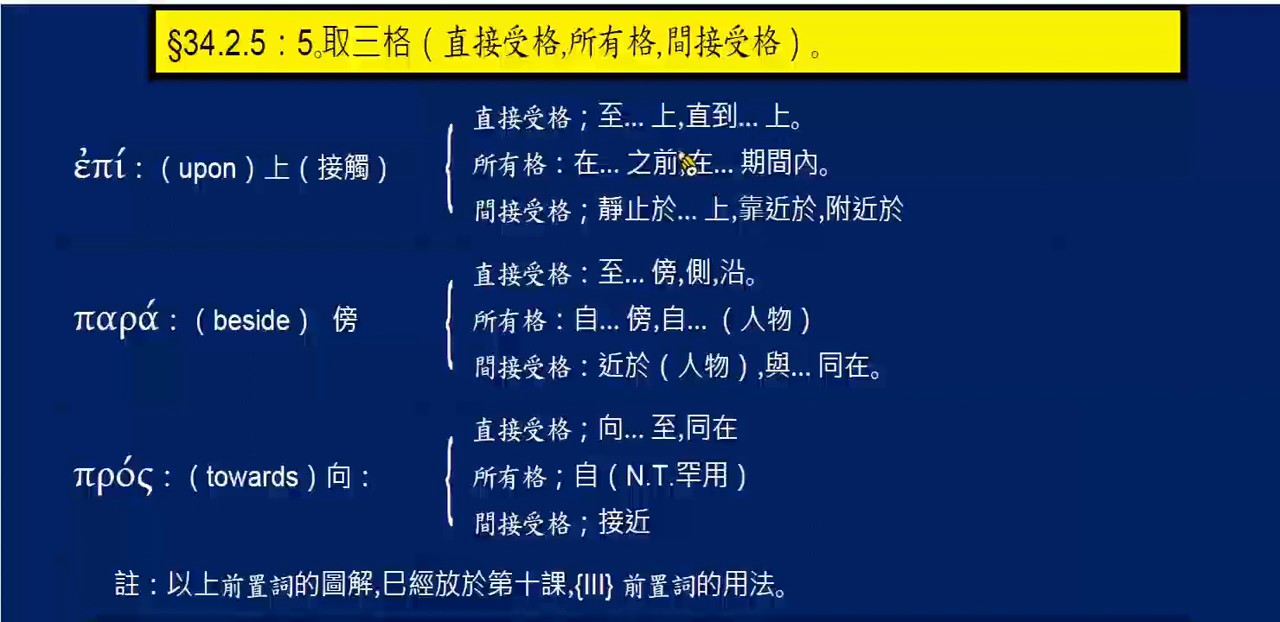 §34.2.5：5。取三格（直接受格,所有格,間接受格）。
直接受格；至... 上,直到... 上。
ἐπί：（upon）上（接觸）
所有格：在... 之前,在... 期間內。
間接受格；靜止於... 上,靠近於,附近於
直接受格：至... 傍,側,沿。
παρά：（beside） 傍
所有格：自... 傍,自...（人物）
間接受格：近於（人物）,與... 同在。
直接受格；向... 至,同在
πρός：（towards）向：
所有格；自（N.T.罕用）
間接受格；接近
註：以上前置詞的圖解,已經放於第十課,{III} 前置詞的用法。